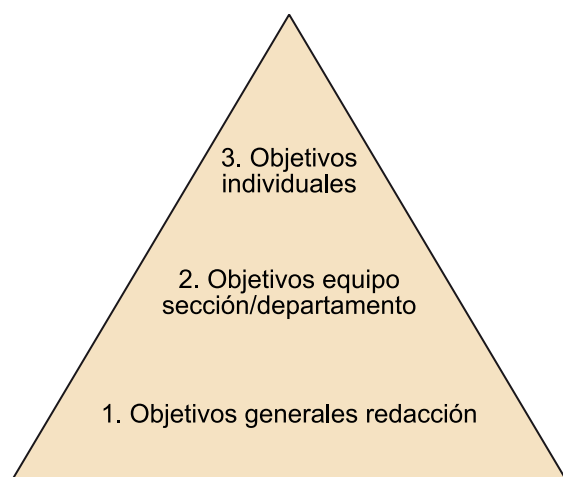 3. Objetivos
individuales
2. Objetivos equipo
sección/departamento
1. Objetivos generales redacción